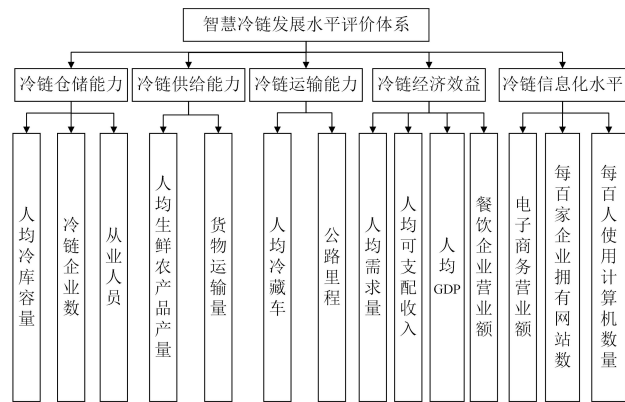 智慧冷链发展水平评价体系
冷链仓储能力
冷链供给能力
冷链运输能力
冷链经济效益
冷链信息化水平
人均冷库容量
冷链企业数
从业人员
人均生鲜农产品产量
货物运输量
人均冷藏车
公路里程
人均需求量
人均可支配收入
人均GDP
餐饮企业营业额
电子商务营业额
每百家企业拥有网站数
每百人使用计算机数量